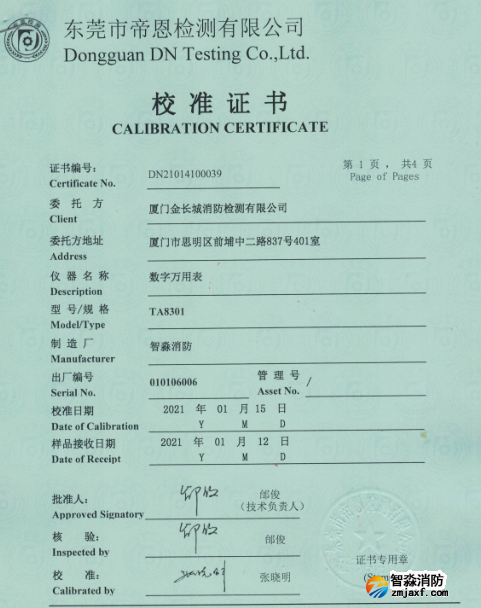 东莞市帝恩检测有限公司
Dongguan DN Testing Co.,Ltd.
校准证书
CALIBRATION CERTIFICATE
证书编号: DN21014100039 第 1 页 , 共4 页
Certificate No. Page of Pages
委托方 厦门金长城消防检测有限公司
Client
委托方地址 厦门市思明区前埔中二路837号401室
Address
仪器名称 数字万用表
Description
型号/规格 TA8301
Model/Type
制造厂 智淼消防
Manufacturer
出厂编号 010106006 管理号 /
Serial No. Asset No.
校准日期 2021 年 01 月 15 日
Date of Calibration Y M D
样品接收日期 2021 年 01 月 12 日
Date of Receipt Y M D
批准人: 邰俊
Approved Signatory (技术负责人)
核验: 邰俊
Inspected by
校准: 张晓明
Calibrated by
证书专用章
智淼消防
www.zmjaxf.com